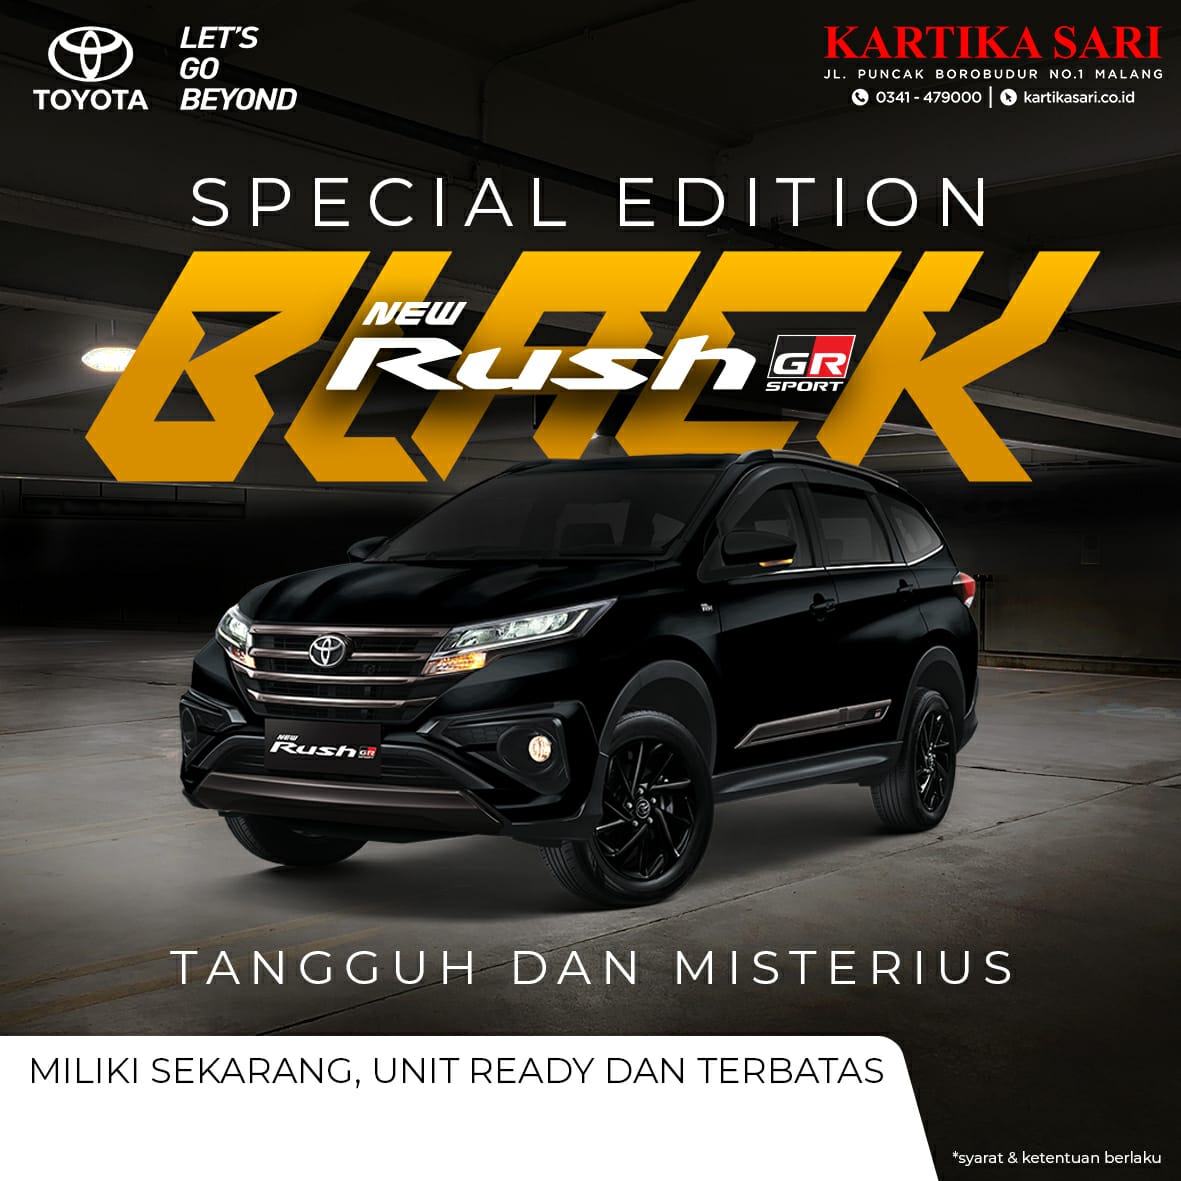 TOYOTA
LET'S
GO
BEYOND
KARTIKA SARI
JL. PUNCAK BOROBUDUR NO.1 MALANG
0341 - 479000 | kartikasari.co.id
SPECIAL EDITION
BLACK
NEW
Rush GR
SPORT
NEW
Rush GR
TANGGUH DAN MISTERIUS
MILIKI SEKARANG, UNIT READY DAN TERBATAS
*syarat & ketentuan berlaku